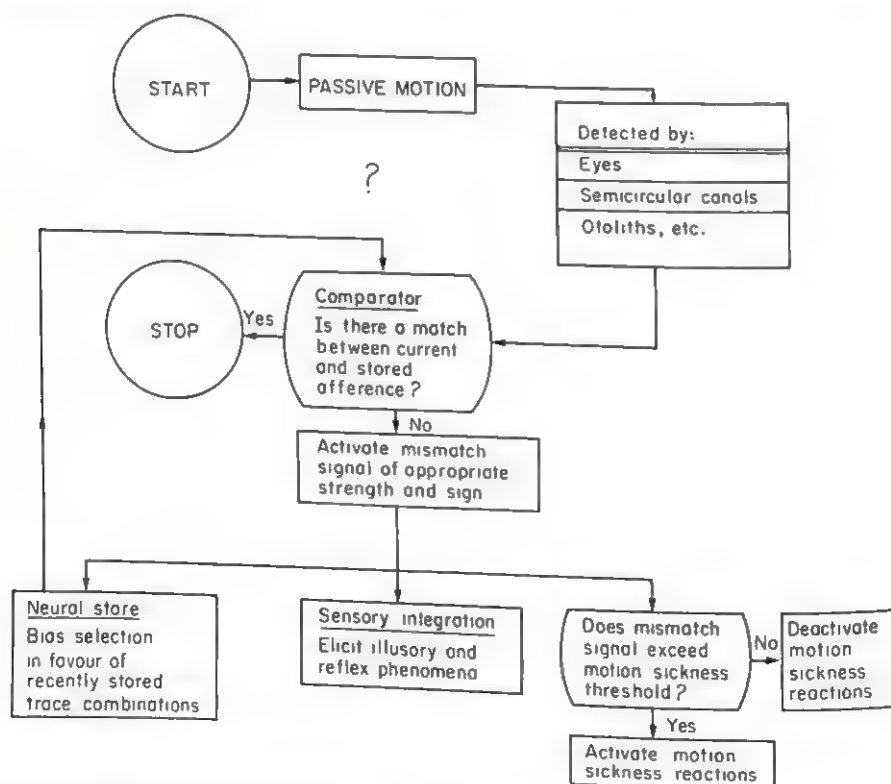 START
PASSIVE MOTION
Detected by:
Eyes
Semicircular canals
Otoliths, etc.
?
Comparator
Is there a match
between current
and stored
afference?
Yes
STOP
No
Activate mismatch
signal of appropriate
strength and sign
Neural store
Bias selection
in favour of
recently stored
trace combinations
Sensory integration
Elicit illusory and
reflex phenomena
Does mismatch
signal exceed
motion sickness
threshold?
No
Deactivate
motion
sickness
reactions
Yes
Activate motion
sickness reactions